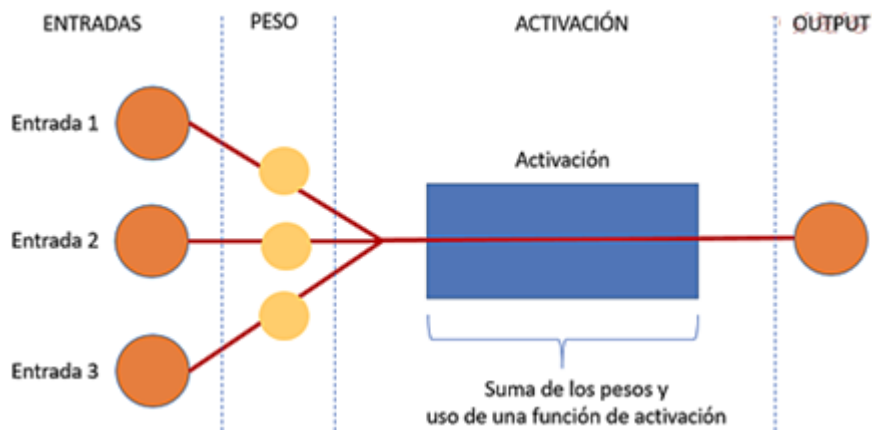 ENTRADAS
PESO
ACTIVACIÓN
OUTPUT
Entrada 1
Activación
Entrada 2
Entrada 3
Suma de los pesos y
uso de una función de activación